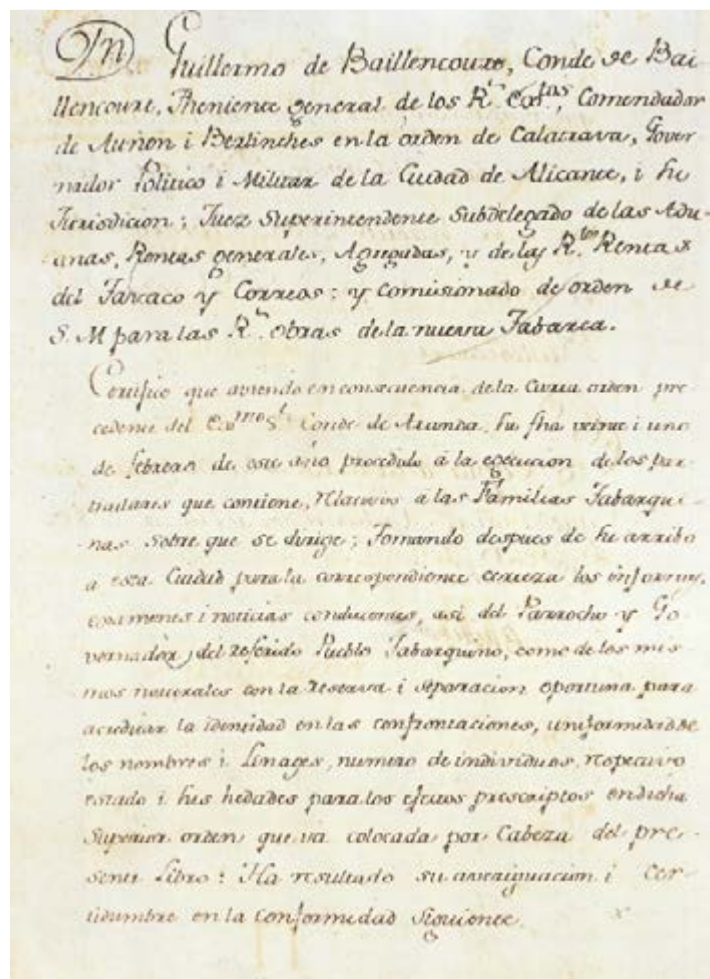 Dn Guillermo de Baillencourt, Conde de Bai-
llencourt, Theniente general de los Rs Extos, Comendador
de Auñon i Berlinches en la orden de Calatrava, Gover-
nador Politico i Militar de la Ciudad de Alicante, i su
Jurisdicion; Juez Superintendente Subdelegado de las Adu-
anas, Rentas generales, Agregadas, y de las Rs Rentas
del Tavaco y Correos: y comisionado de orden de
S. M para las Rs obras de la nueva Tabarca.
Certifico que aviendo en consecuencia de la Carta orden pre-
cedente del Exmo Sr Conde de Aranda, su fha veinte i uno
de febrero de este año procedido à la egecucion de los par-
ticulares que contiene, relativos à las Familias Tabarqui-
nas sobre que se dirige; Tomando despues de su arribo
a esta Ciudad para la correspondiente certeza los informes,
examenes i noticias conducentes, asi del Parrocho y Go-
vernador, del referido Pueblo Tabarquino, como de los mis-
mos naturales con la reserva i separacion oportuna para
acreditar la identidad en las confrontaciones, uniformidad de
los nombres i Linages, numero de individuos, respectivo
estado i sus hedades para los efectos prescriptos en dicha
Superior orden que va colocada por Cabeza del pre-
sente Libro: Ha resultado su averiguacion i cer-
tidumbre en la conformidad siguiente.